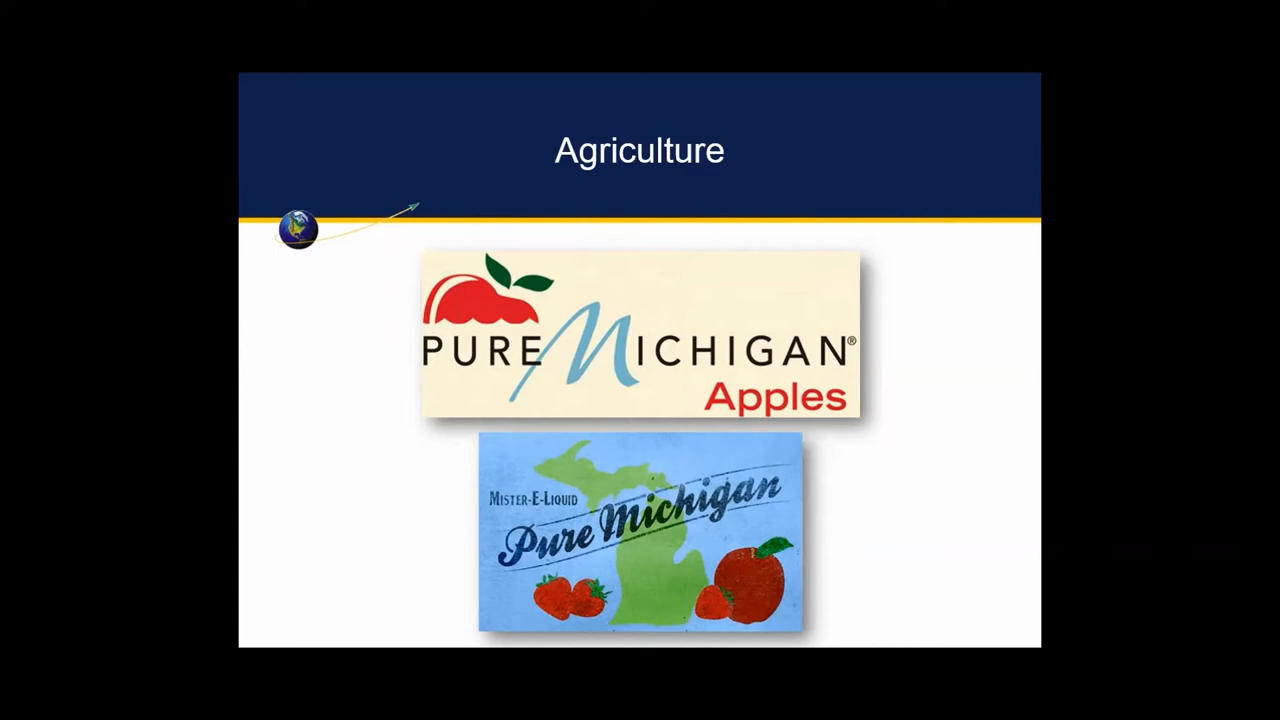 Agriculture
PURE MICHIGAN®
Apples
MISTER-E-LIQUID
Pure Michigan